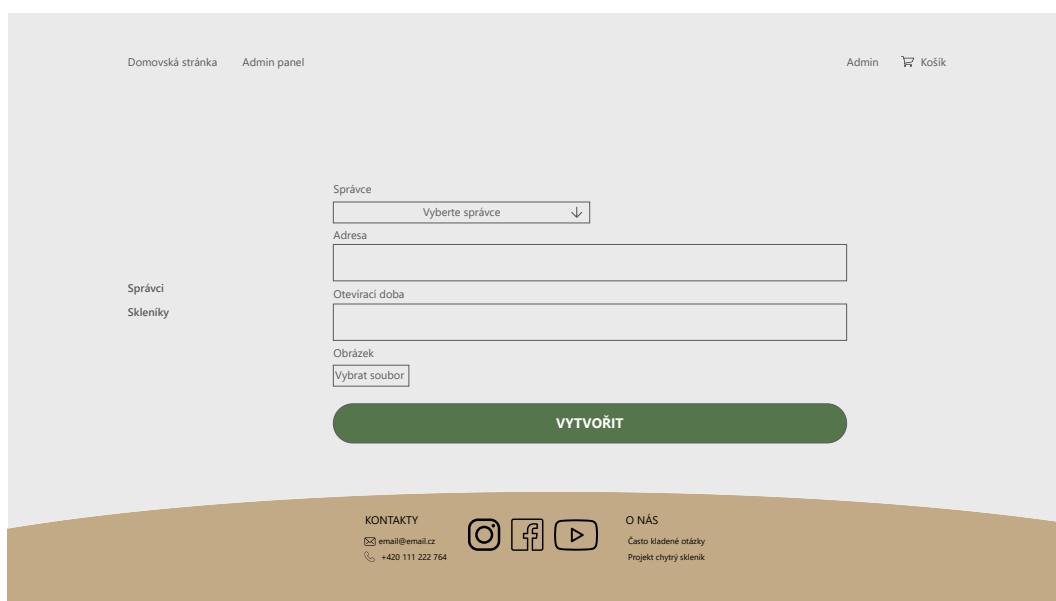 Domovská stránka Admin panel Admin Košík
Správce
Vyberte správce
Adresa
Správci
Otevírací doba
Skleníky
Obrázek
Vybrat soubor
VYTVOŘIT
KONTAKTY
email@email.cz
+420 111 222 764
O NÁS
Často kladené otázky
Projekt chytrý skleník